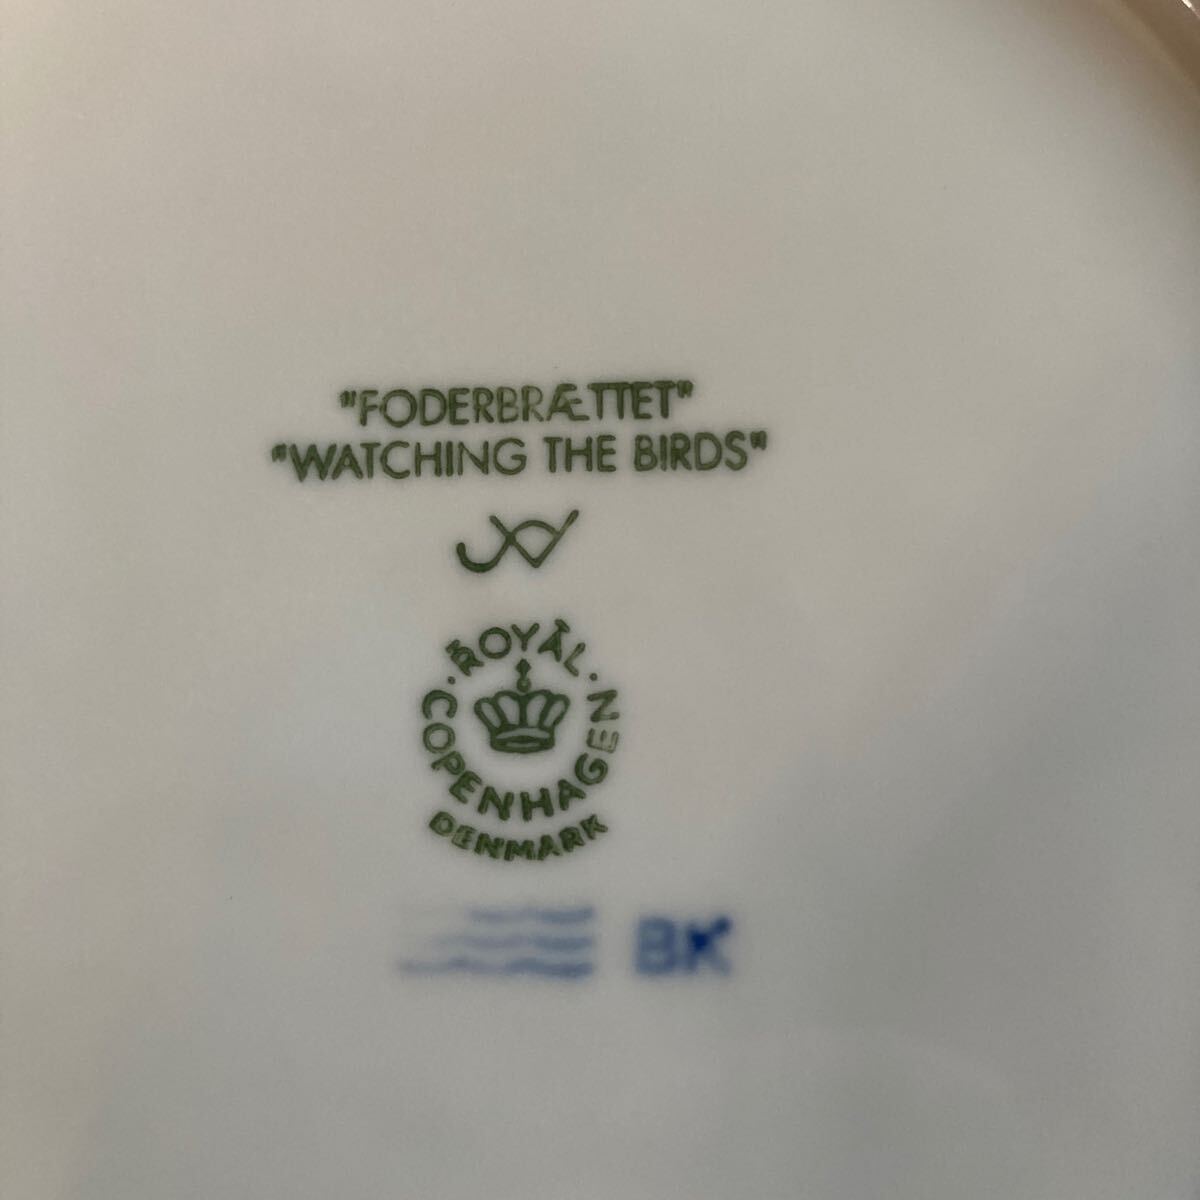 "FODERBRÆTTET"
"WATCHING THE BIRDS"
ROYAL
COPENHAGEN
DENMARK
BK